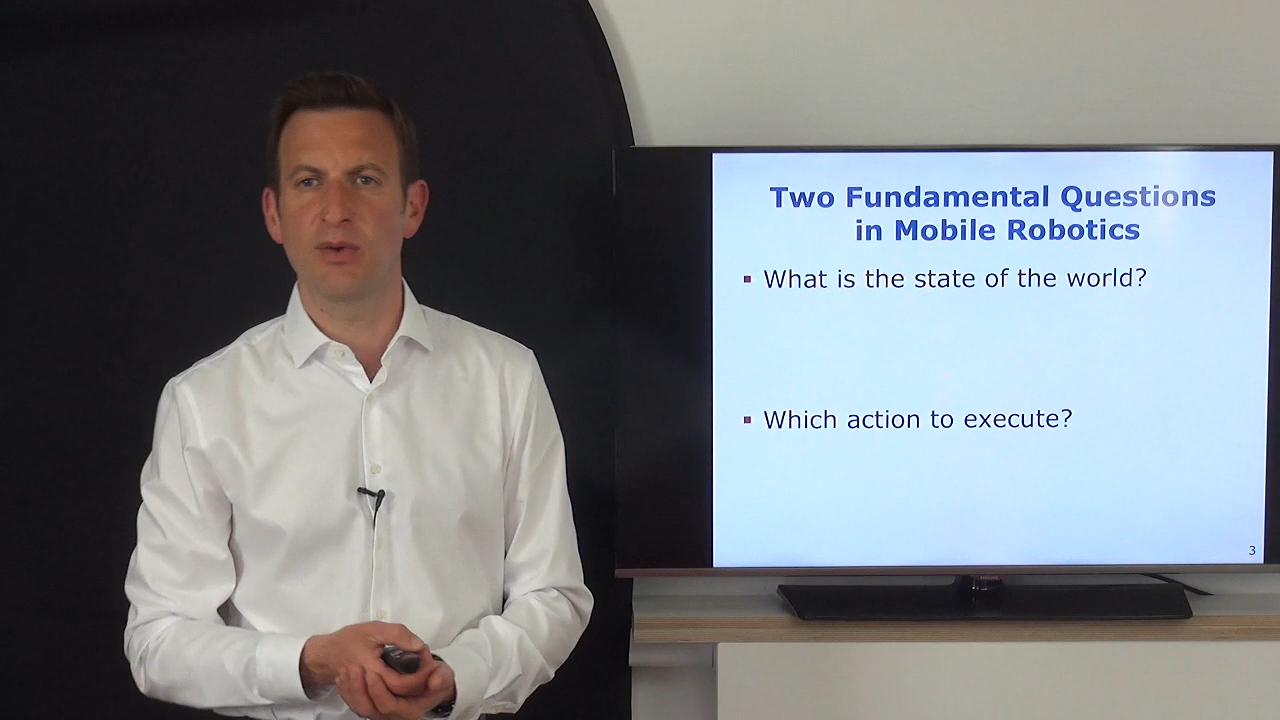 Two Fundamental Questions
in Mobile Robotics
▪ What is the state of the world?
▪ Which action to execute?
3